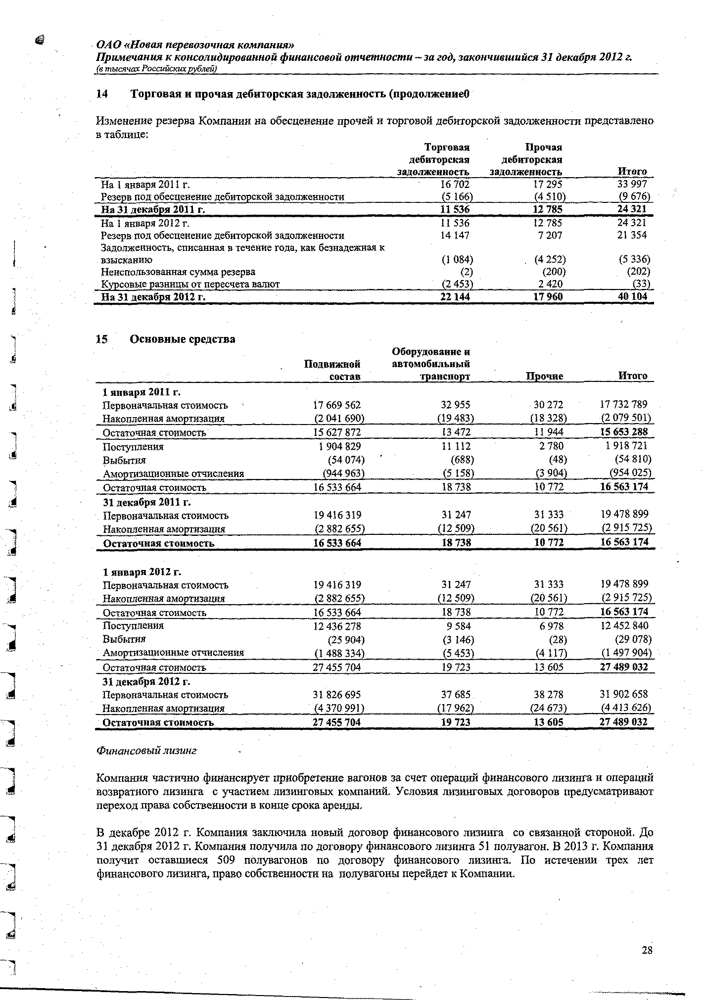 ОАО «Новая перевозочная компания»
Примечания к консолидированной финансовой отчетности – за год, закончившийся 31 декабря 2012 г.
(в тысячах Российских рублей)
14 Торговая и прочая дебиторская задолженность (продолжение0
Изменение резерва Компании на обесценение прочей и торговой дебиторской задолженности представлено
в таблице:
Торговая Прочая
дебиторская дебиторская
задолженность задолженность Итого
На 1 января 2011 г. 16 702 17 295 33 997
Резерв под обесценение дебиторской задолженности (5 166) (4 510) (9 676)
На 31 декабря 2011 г. 11 536 12 785 24 321
На 1 января 2012 г. 11 536 12 785 24 321
Резерв под обесценение дебиторской задолженности 14 147 7 207 21 354
Задолженность, списанная в течение года, как безнадежная к
взысканию (1 084) (4 252) (5 336)
Неиспользованная сумма резерва (2) (200) (202)
Курсовые разницы от пересчета валют (2 453) 2 420 (33)
На 31 декабря 2012 г. 22 144 17 960 40 104
15 Основные средства
Оборудование и
Подвижной автомобильный
состав транспорт Прочие Итого
1 января 2011 г.
Первоначальная стоимость 17 669 562 32 955 30 272 17 732 789
Накопленная амортизация (2 041 690) (19 483) (18 328) (2 079 501)
Остаточная стоимость 15 627 872 13 472 11 944 15 653 288
Поступления 1 904 829 11 112 2 780 1 918 721
Выбытия (54 074) (688) (48) (54 810)
Амортизационные отчисления (944 963) (5 158) (3 904) (954 025)
Остаточная стоимость 16 533 664 18 738 10 772 16 563 174
31 декабря 2011 г.
Первоначальная стоимость 19 416 319 31 247 31 333 19 478 899
Накопленная амортизация (2 882 655) (12 509) (20 561) (2 915 725)
Остаточная стоимость 16 533 664 18 738 10 772 16 563 174
1 января 2012 г.
Первоначальная стоимость 19 416 319 31 247 31 333 19 478 899
Накопленная амортизация (2 882 655) (12 509) (20 561) (2 915 725)
Остаточная стоимость 16 533 664 18 738 10 772 16 563 174
Поступления 12 436 278 9 584 6 978 12 452 840
Выбытия (25 904) (3 146) (28) (29 078)
Амортизационные отчисления (1 488 334) (5 453) (4 117) (1 497 904)
Остаточная стоимость 27 455 704 19 723 13 605 27 489 032
31 декабря 2012 г.
Первоначальная стоимость 31 826 695 37 685 38 278 31 902 658
Накопленная амортизация (4 370 991) (17 962) (24 673) (4 413 626)
Остаточная стоимость 27 455 704 19 723 13 605 27 489 032
Финансовый лизинг
Компания частично финансирует приобретение вагонов за счет операций финансового лизинга и операций
возвратного лизинга с участием лизинговых компаний. Условия лизинговых договоров предусматривают
переход права собственности в конце срока аренды.
В декабре 2012 г. Компания заключила новый договор финансового лизинга со связанной стороной. До
31 декабря 2012 г. Компания получила по договору финансового лизинга 51 полувагон. В 2013 г. Компания
получит оставшиеся 509 полувагонов по договору финансового лизинга. По истечении трех лет
финансового лизинга, право собственности на полувагоны перейдет к Компании.
28